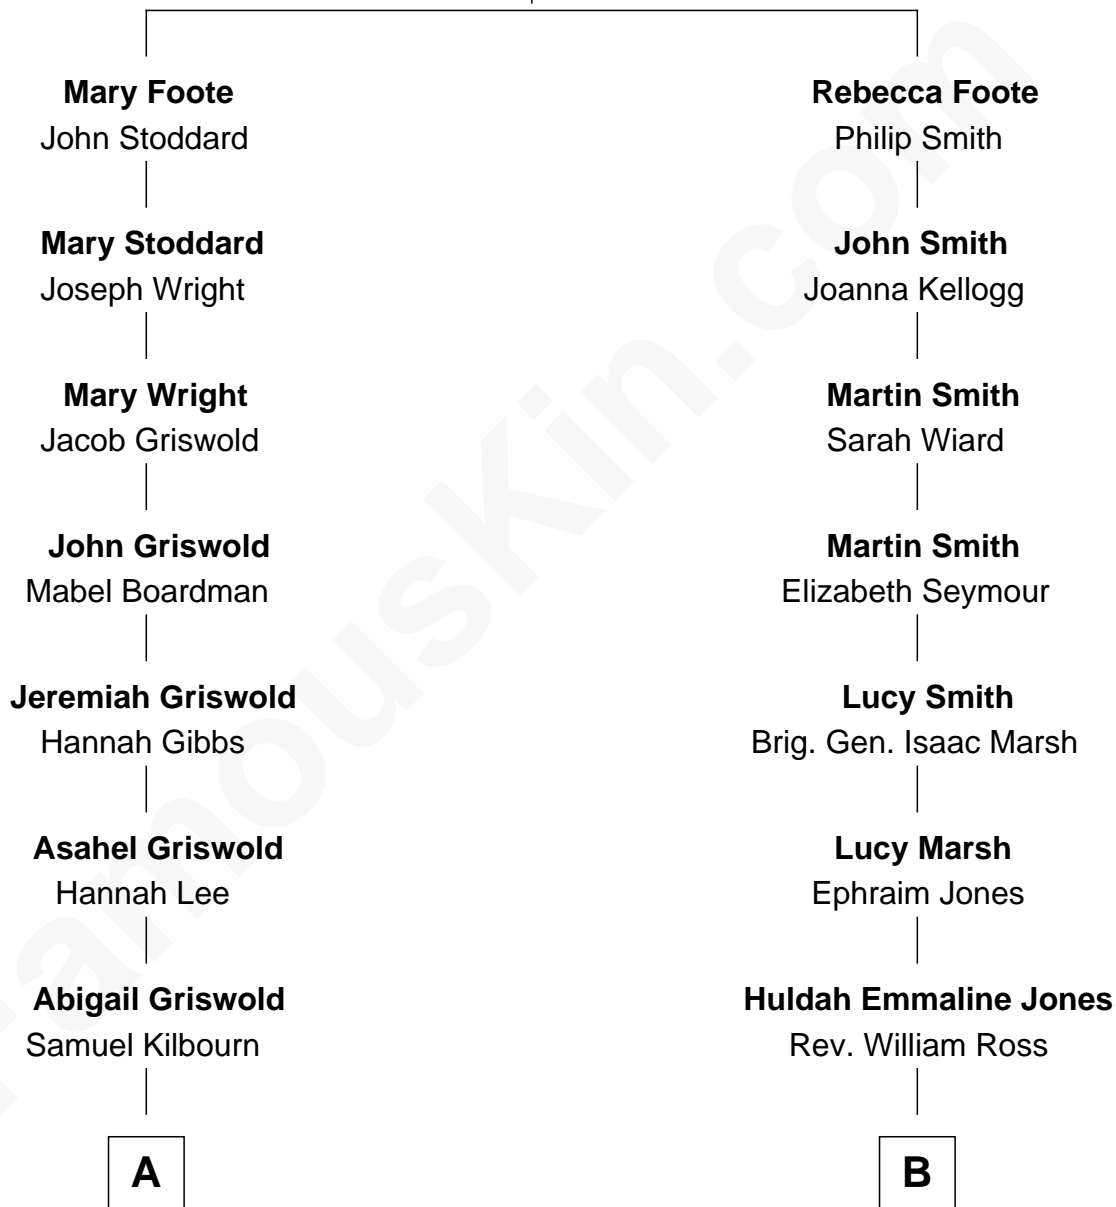 Mary Foote
John Stoddard
Mary Stoddard
Joseph Wright
Mary Wright
Jacob Griswold
John Griswold
Mabel Boardman
Jeremiah Griswold
Hannah Gibbs
Asahel Griswold
Hannah Lee
Abigail Griswold
Samuel Kilbourn
A
Rebecca Foote
Philip Smith
John Smith
Joanna Kellogg
Martin Smith
Sarah Wiard
Martin Smith
Elizabeth Seymour
Lucy Smith
Brig. Gen. Isaac Marsh
Lucy Marsh
Ephraim Jones
Huldah Emmaline Jones
Rev. William Ross
B
FamousKin.com